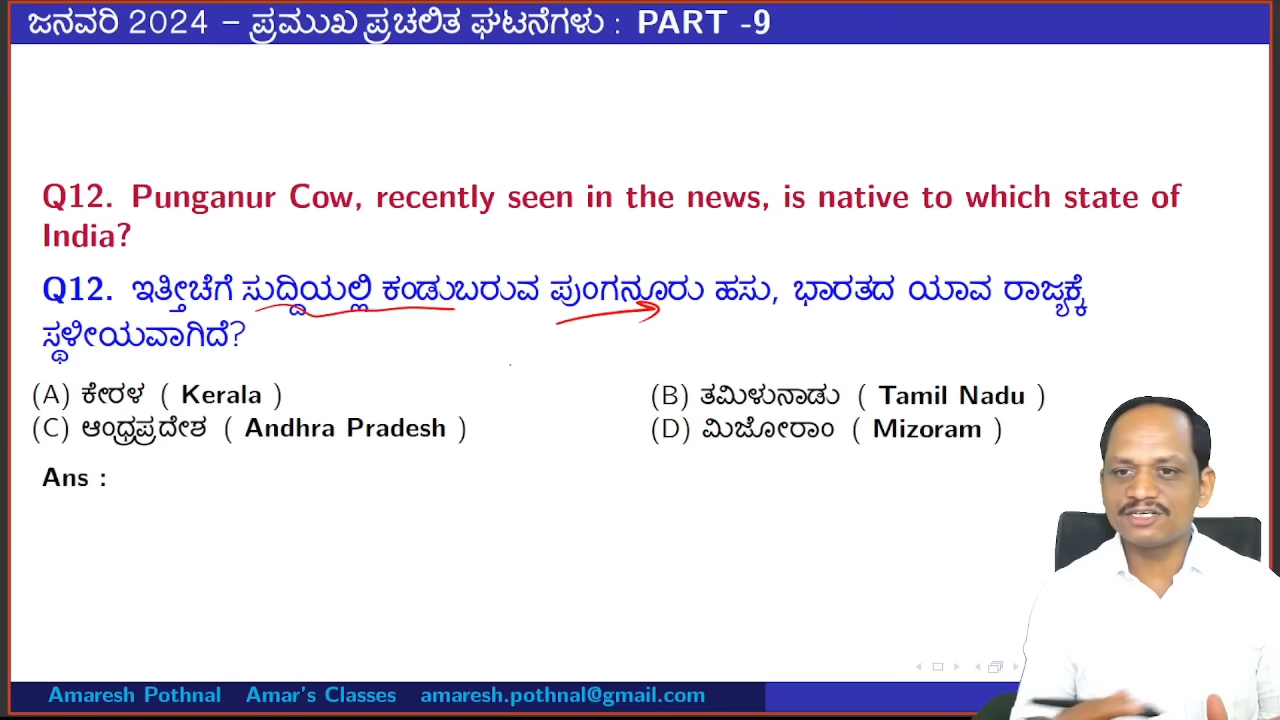 ಜನವರಿ 2024 – ಪ್ರಮುಖ ಪ್ರಚಲಿತ ಘಟನೆಗಳು : PART -9
Q12. Punganur Cow, recently seen in the news, is native to which state of
India?
Q12. ಇತ್ತೀಚೆಗೆ ಸುದ್ದಿಯಲ್ಲಿ ಕಂಡುಬರುವ ಪುಂಗನೂರು ಹಸು, ಭಾರತದ ಯಾವ ರಾಜ್ಯಕ್ಕೆ
ಸ್ಥಳೀಯವಾಗಿದೆ?
(A) ಕೇರಳ ( Kerala ) (B) ತಮಿಳುನಾಡು ( Tamil Nadu )
(C) ಆಂಧ್ರಪ್ರದೇಶ ( Andhra Pradesh ) (D) ಮಿಜೋರಾಂ ( Mizoram )
Ans :
Amaresh Pothnal Amar's Classes amaresh.pothnal@gmail.com